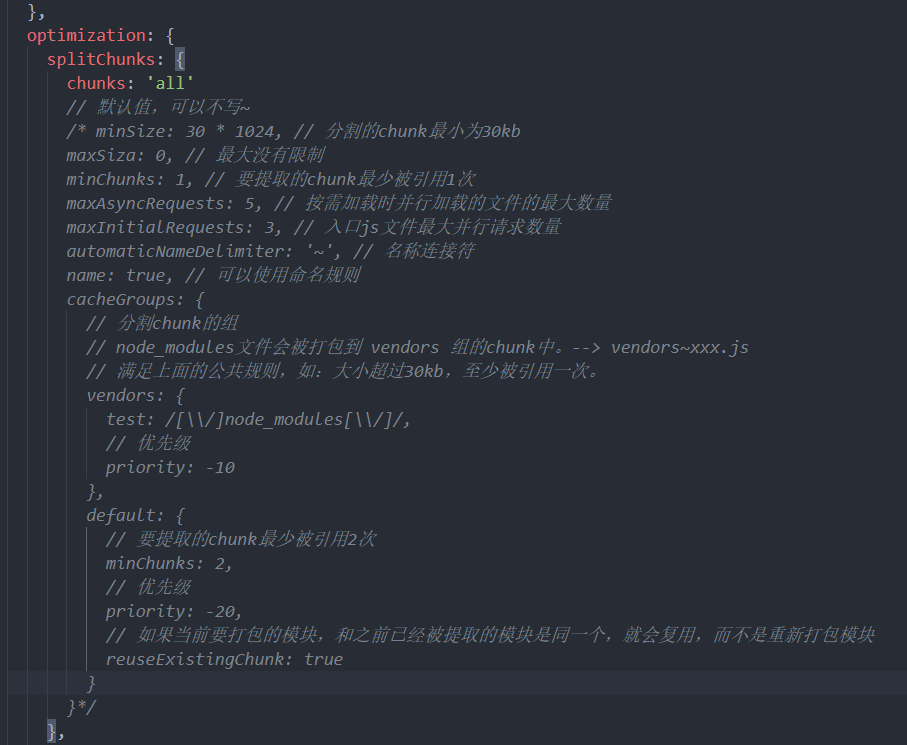 },
optimization: {
splitChunks: {
chunks: 'all'
// 默认值，可以不写~
/* minSize: 30 * 1024, // 分割的chunk最小为30kb
maxSiza: 0, // 最大没有限制
minChunks: 1, // 要提取的chunk最少被引用1次
maxAsyncRequests: 5, // 按需加载时并行加载的文件的最大数量
maxInitialRequests: 3, // 入口js文件最大并行请求数量
automaticNameDelimiter: '~', // 名称连接符
name: true, // 可以使用命名规则
cacheGroups: {
// 分割chunk的组
// node_modules文件会被打包到 vendors 组的chunk中。--> vendors~xxx.js
// 满足上面的公共规则，如：大小超过30kb，至少被引用一次。
vendors: {
test: /[\\/]node_modules[\\/]/,
// 优先级
priority: -10
},
default: {
// 要提取的chunk最少被引用2次
minChunks: 2,
// 优先级
priority: -20,
// 如果当前要打包的模块，和之前已经被提取的模块是同一个，就会复用，而不是重新打包模块
reuseExistingChunk: true
}
}*/
},